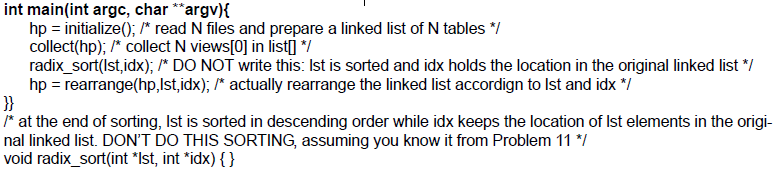 int main(int argc, char **argv){
hp = initialize(); /* read N files and prepare a linked list of N tables */
collect(hp); /* collect N views[0] in list[] */
radix_sort(lst,idx); /* DO NOT write this: lst is sorted and idx holds the location in the original linked list */
hp = rearrange(hp,lst,idx); /* actually rearrange the linked list accordign to lst and idx */
}}
/* at the end of sorting, lst is sorted in descending order while idx keeps the location of lst elements in the origi-
nal linked list. DON'T DO THIS SORTING, assuming you know it from Problem 11 */
void radix_sort(int *lst, int *idx) { }